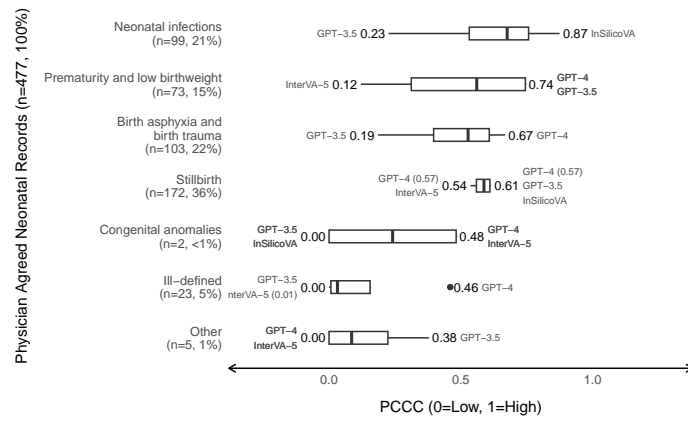 Physician Agreed Neonatal Records (n=477, 100%)
Neonatal infections
(n=99, 21%)
GPT−3.5 0.23
0.87 InSilicoVA
Prematurity and low birthweight
(n=73, 15%)
InterVA−5 0.12
0.74 GPT−4
GPT−3.5
Birth asphyxia and
birth trauma
(n=103, 22%)
GPT−3.5 0.19
0.67 GPT−4
Stillbirth
(n=172, 36%)
GPT−4 (0.57)
InterVA−5
0.54
0.61
GPT−4 (0.57)
GPT−3.5
InSilicoVA
Congenital anomalies
(n=2, <1%)
GPT−3.5
InSilicoVA
0.00
0.48
GPT−4
InterVA−5
Ill−defined
(n=23, 5%)
GPT−3.5
nterVA−5 (0.01)
0.00
0.46 GPT−4
Other
(n=5, 1%)
GPT−4
InterVA−5
0.00
0.38 GPT−3.5
0.0 0.5 1.0
PCCC (0=Low, 1=High)